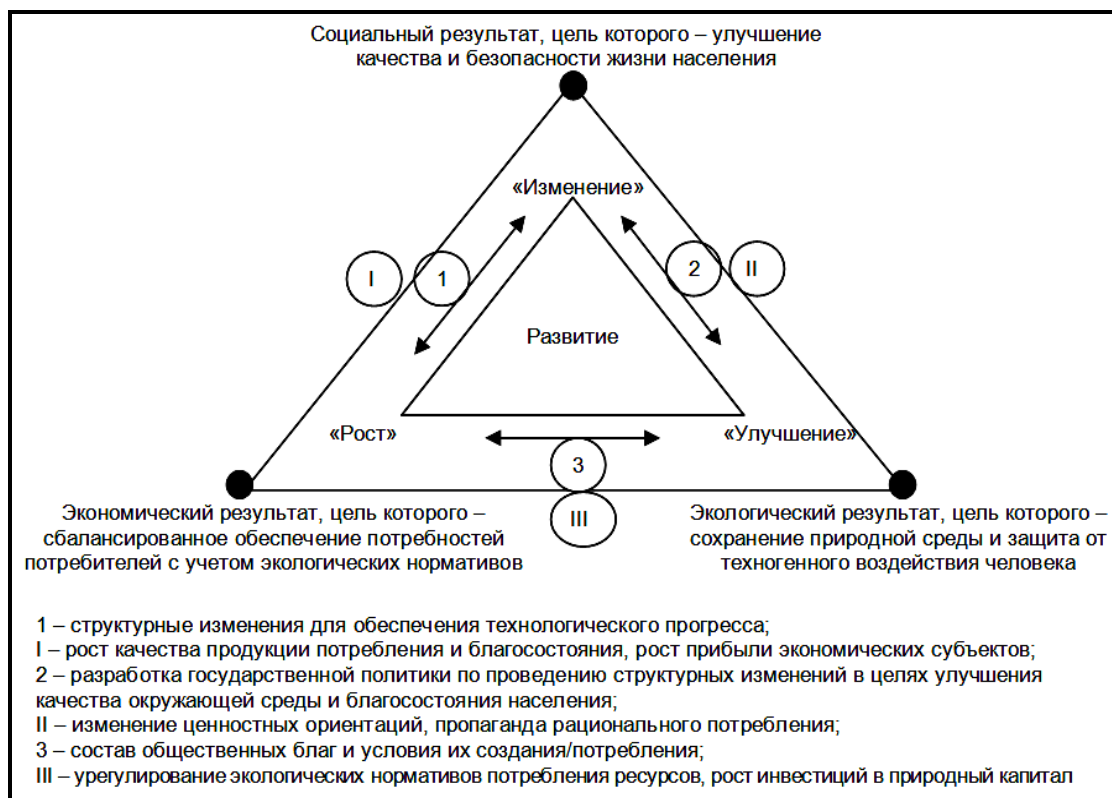 Социальный результат, цель которого – улучшение
качества и безопасности жизни населения
«Изменение»
I
1
2
II
Развитие
«Рост»
«Улучшение»
3
III
Экономический результат, цель которого –
сбалансированное обеспечение потребностей
потребителей с учетом экологических нормативов
Экологический результат, цель которого –
сохранение природной среды и защита от
техногенного воздействия человека
1 – структурные изменения для обеспечения технологического прогресса;
I – рост качества продукции потребления и благосостояния, рост прибыли экономических субъектов;
2 – разработка государственной политики по проведению структурных изменений в целях улучшения
качества окружающей среды и благосостояния населения;
II – изменение ценностных ориентаций, пропаганда рационального потребления;
3 – состав общественных благ и условия их создания/потребления;
III – урегулирование экологических нормативов потребления ресурсов, рост инвестиций в природный капитал